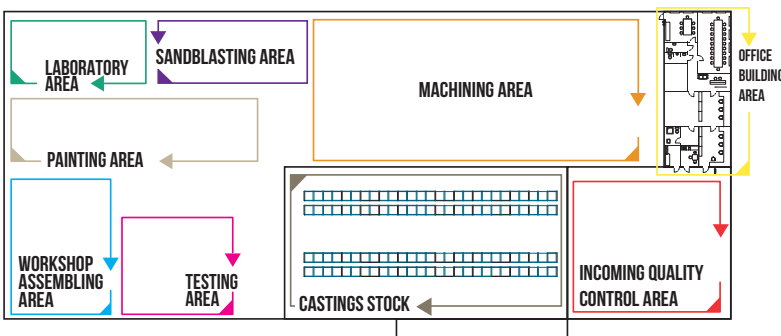 LABORATORY
AREA
SANDBLASTING AREA
MACHINING AREA
OFFICE
BUILDING
AREA
PAINTING AREA
WORKSHOP
ASSEMBLING
AREA
TESTING
AREA
CASTINGS STOCK
INCOMING QUALITY
CONTROL AREA